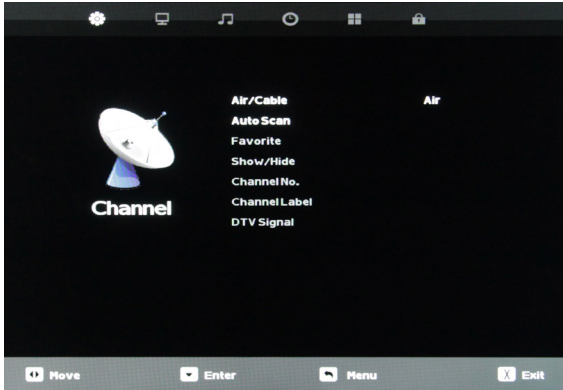 Air/Cable Air
Auto Scan
Favorite
Show/Hide
Channel No.
Channel Label
DTV Signal
Channel
Move Enter Menu X Exit